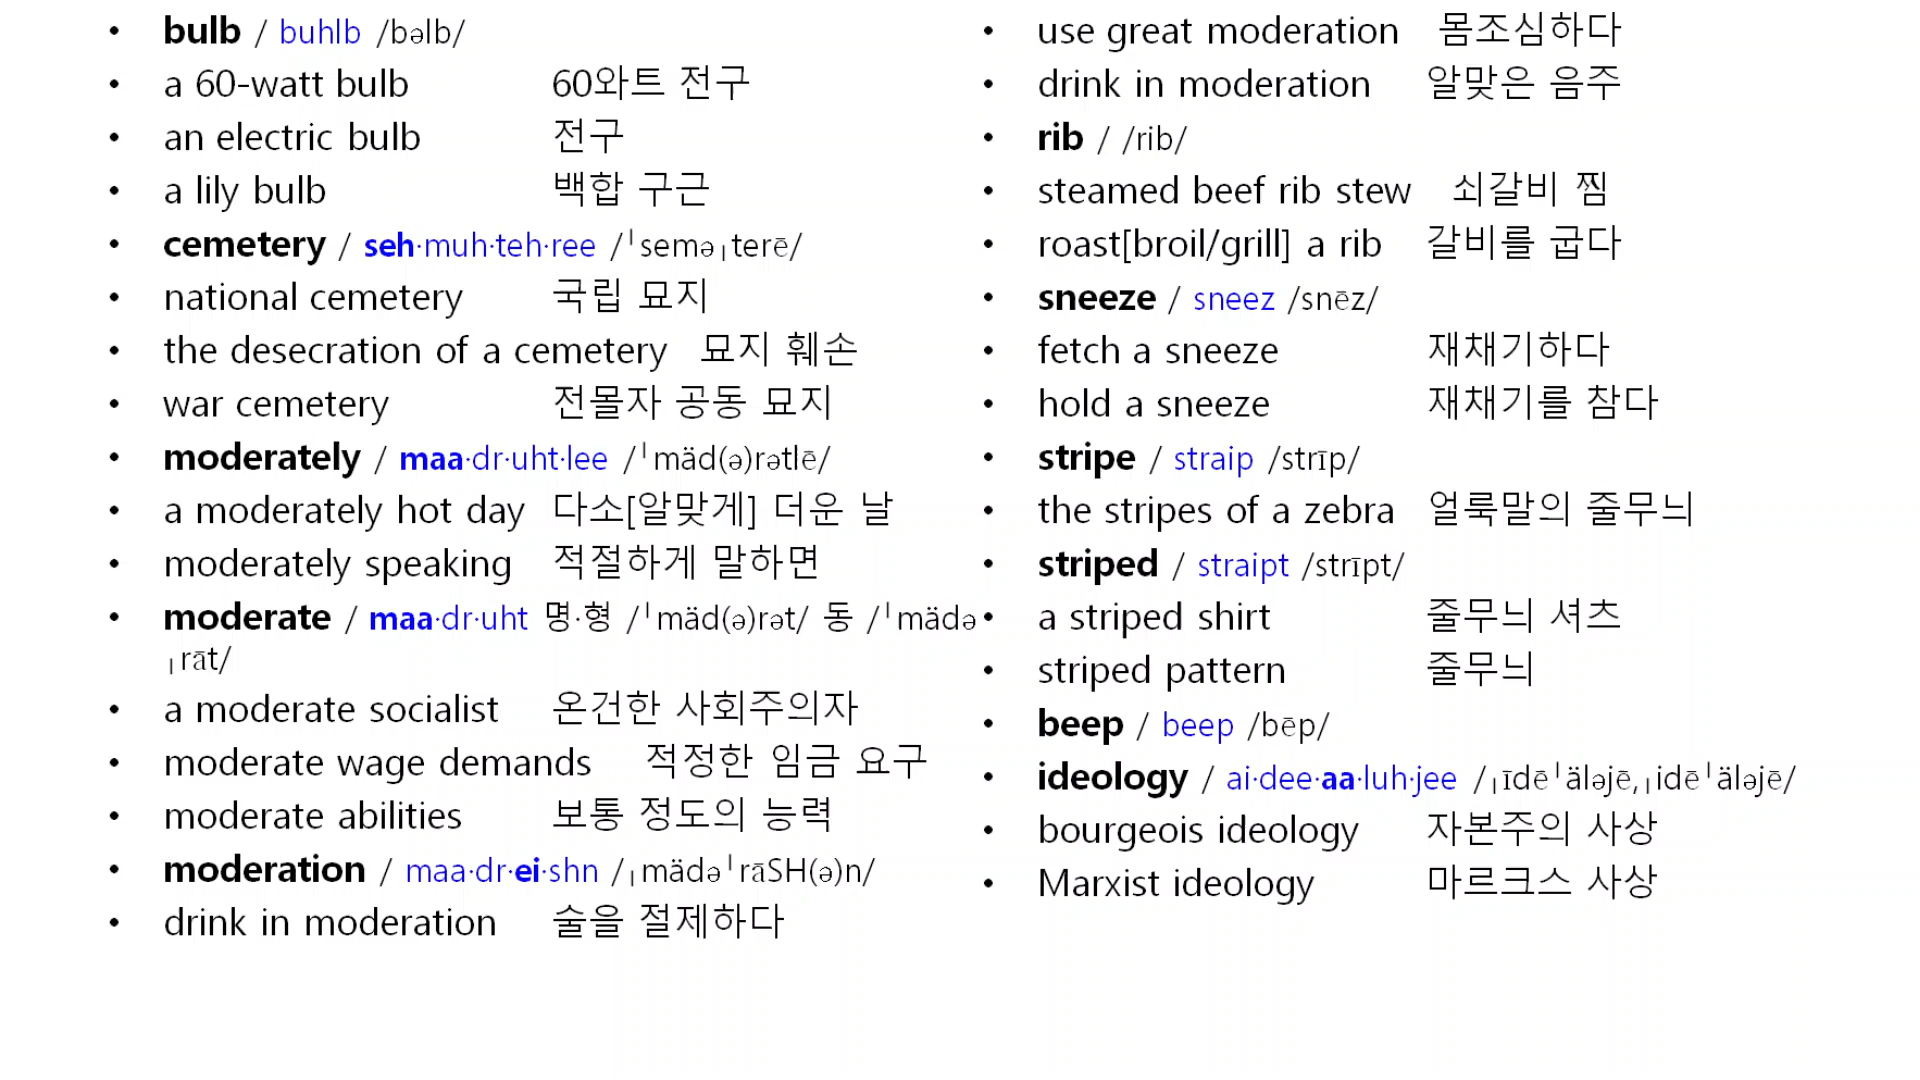 • bulb / buhlb /bəlb/
• a 60-watt bulb 60와트 전구
• an electric bulb 전구
• a lily bulb 백합 구근
• cemetery / seh·muh·teh·ree /ˈseməˌterē/
• national cemetery 국립 묘지
• the desecration of a cemetery 묘지 훼손
• war cemetery 전몰자 공동 묘지
• moderately / maa·dr·uht·lee /ˈmäd(ə)rətlē/
• a moderately hot day 다소[알맞게] 더운 날
• moderately speaking 적절하게 말하면
• moderate / maa·dr·uht 명·형 /ˈmäd(ə)rət/ 동 /ˈmädə
ˌrāt/
• a moderate socialist 온건한 사회주의자
• moderate wage demands 적정한 임금 요구
• moderate abilities 보통 정도의 능력
• moderation / maa·dr·ei·shn /ˌmädəˈrāSH(ə)n/
• drink in moderation 술을 절제하다
• use great moderation 몸조심하다
• drink in moderation 알맞은 음주
• rib / /rib/
• steamed beef rib stew 쇠갈비 찜
• roast[broil/grill] a rib 갈비를 굽다
• sneeze / sneez /snēz/
• fetch a sneeze 재채기하다
• hold a sneeze 재채기를 참다
• stripe / straip /strīp/
• the stripes of a zebra 얼룩말의 줄무늬
• striped / straipt /strīpt/
• a striped shirt 줄무늬 셔츠
• striped pattern 줄무늬
• beep / beep /bēp/
• ideology / ai·dee·aa·luh·jee /ˌīdēˈäləjē,ˌidēˈäləjē/
• bourgeois ideology 자본주의 사상
• Marxist ideology 마르크스 사상